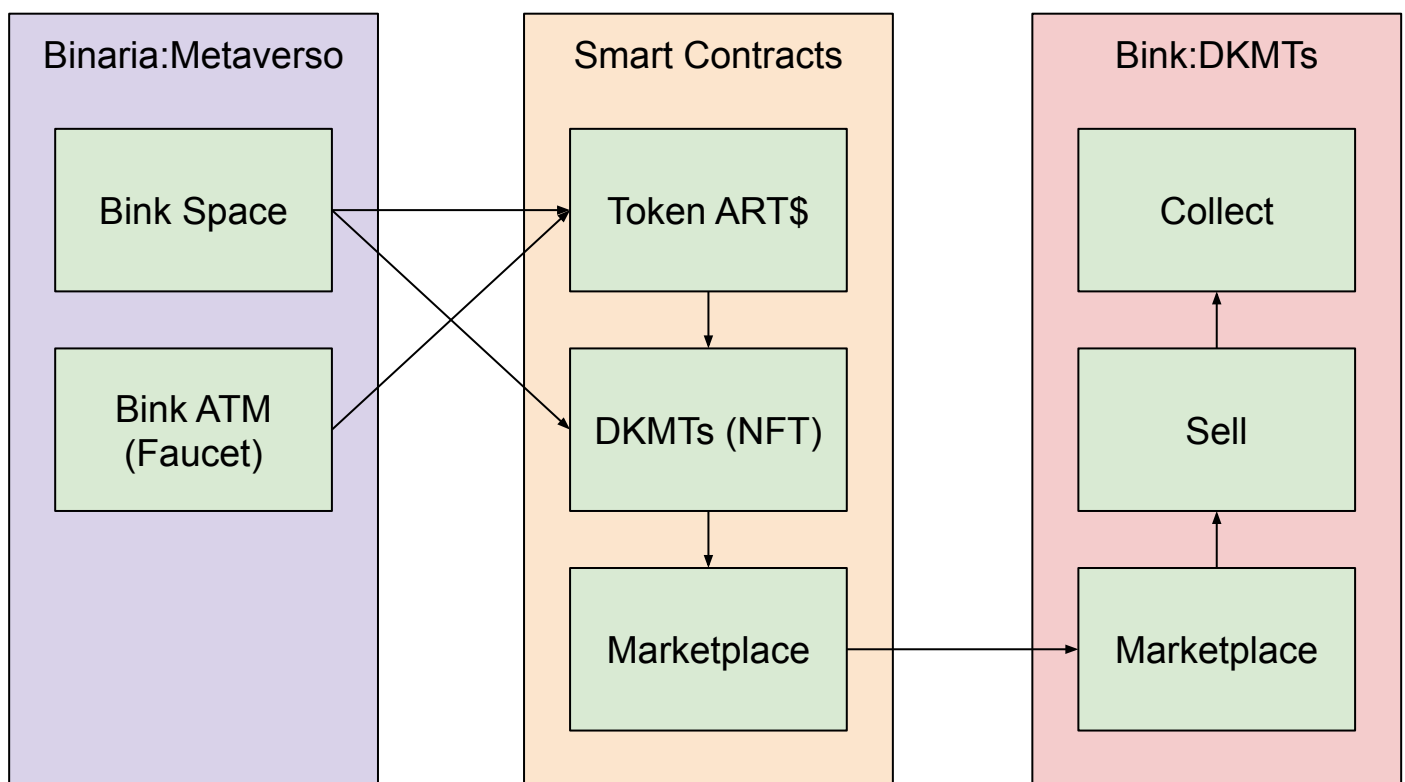 Binaria:Metaverso
Bink Space
Bink ATM
(Faucet)
Smart Contracts
Token ART$
DKMTs (NFT)
Marketplace
Bink:DKMTs
Collect
Sell
Marketplace